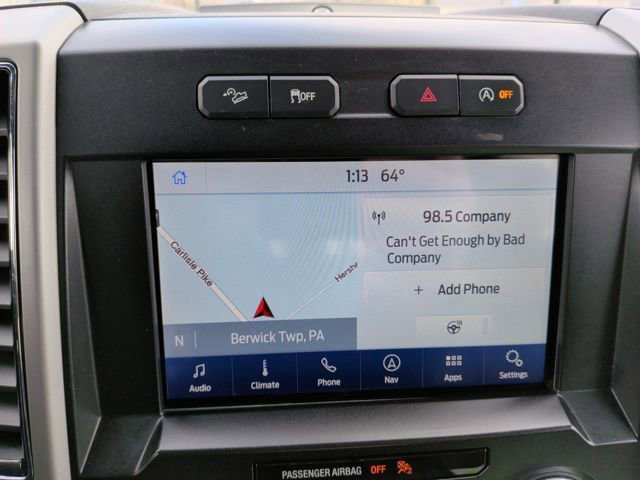 OFF
A OFF
1:13 64°
98.5 Company
Can't Get Enough by Bad
Company
+ Add Phone
Carlisle Pike
Hershe
N Berwick Twp, PA
Audio Climate Phone Nav Apps Settings
PASSENGER AIRBAG OFF 2